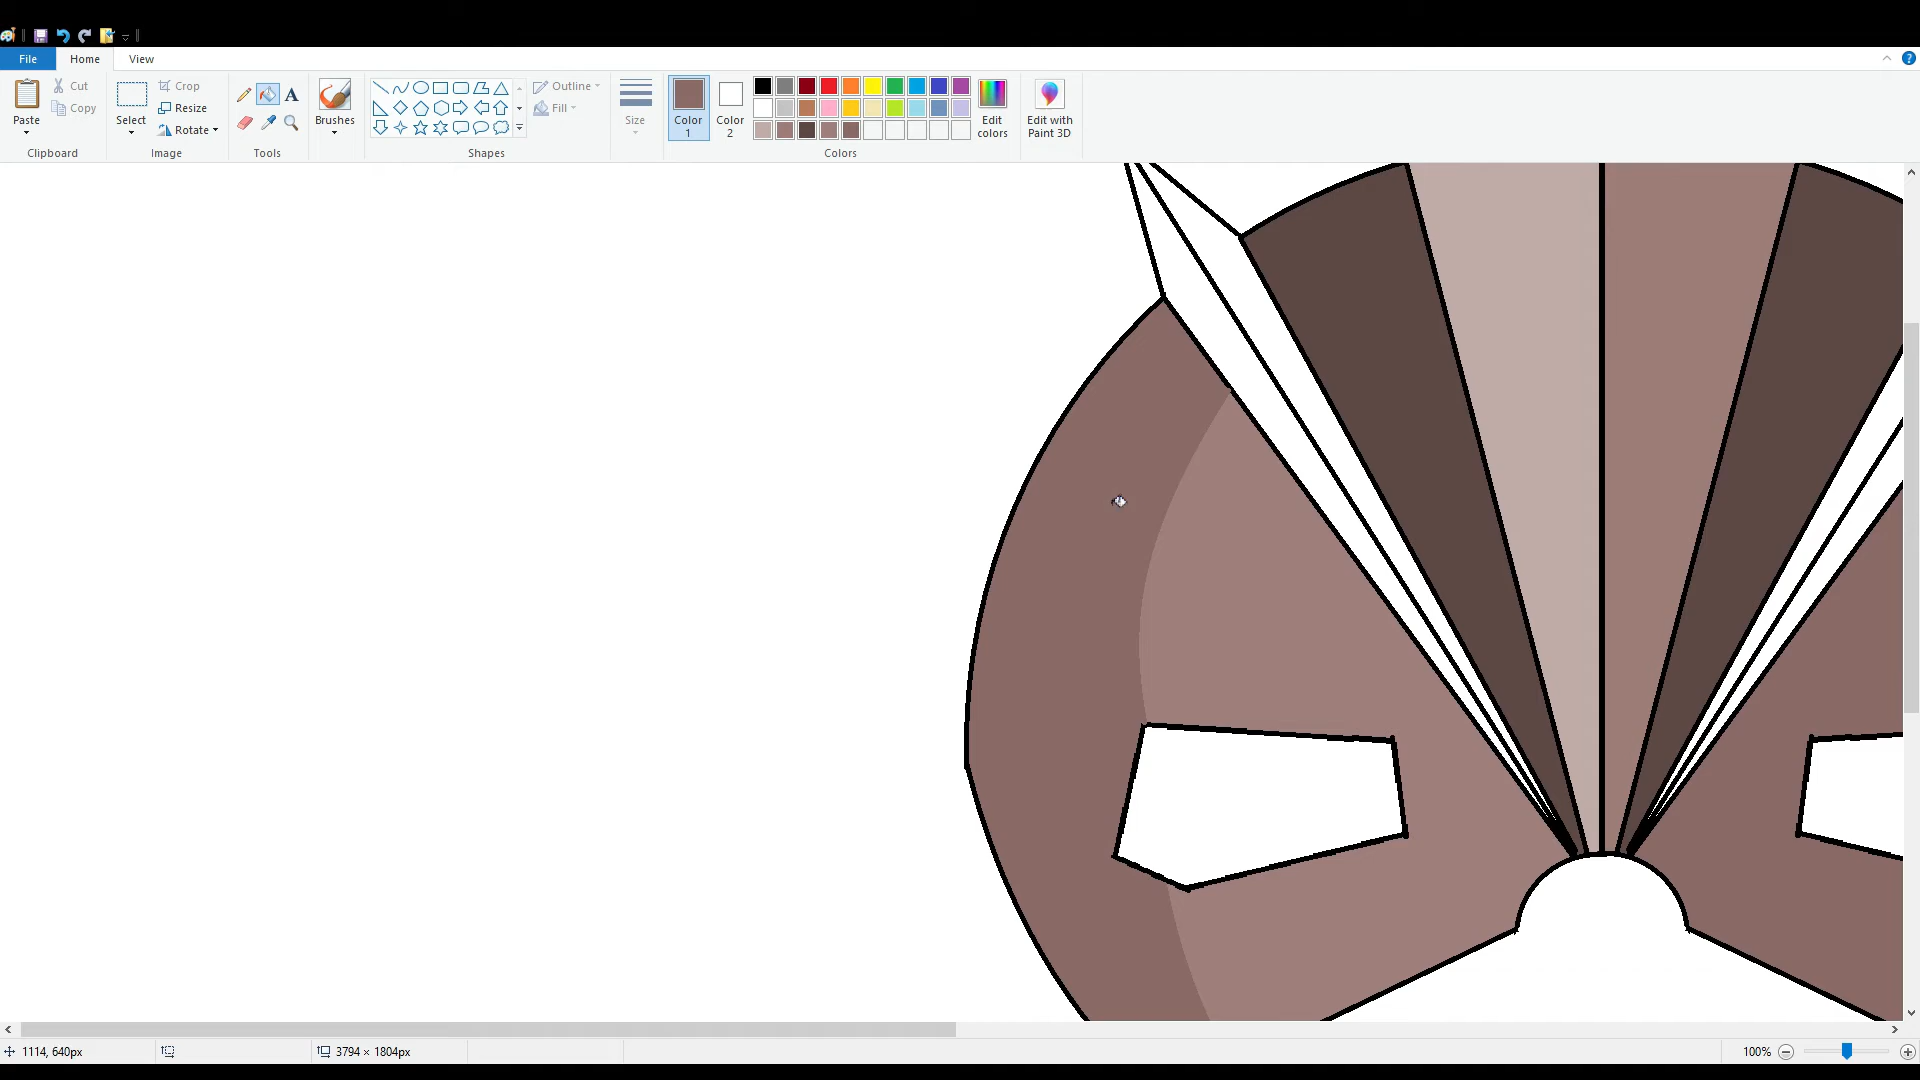 File Home View
Paste Cut Copy Clipboard
Select Crop Resize Rotate Image
A Tools
Brushes
Outline Fill Shapes
Size
Color 1
Color 2
Edit colors
Colors
Edit with Paint 3D
1114, 640px 3794 × 1804px 100%